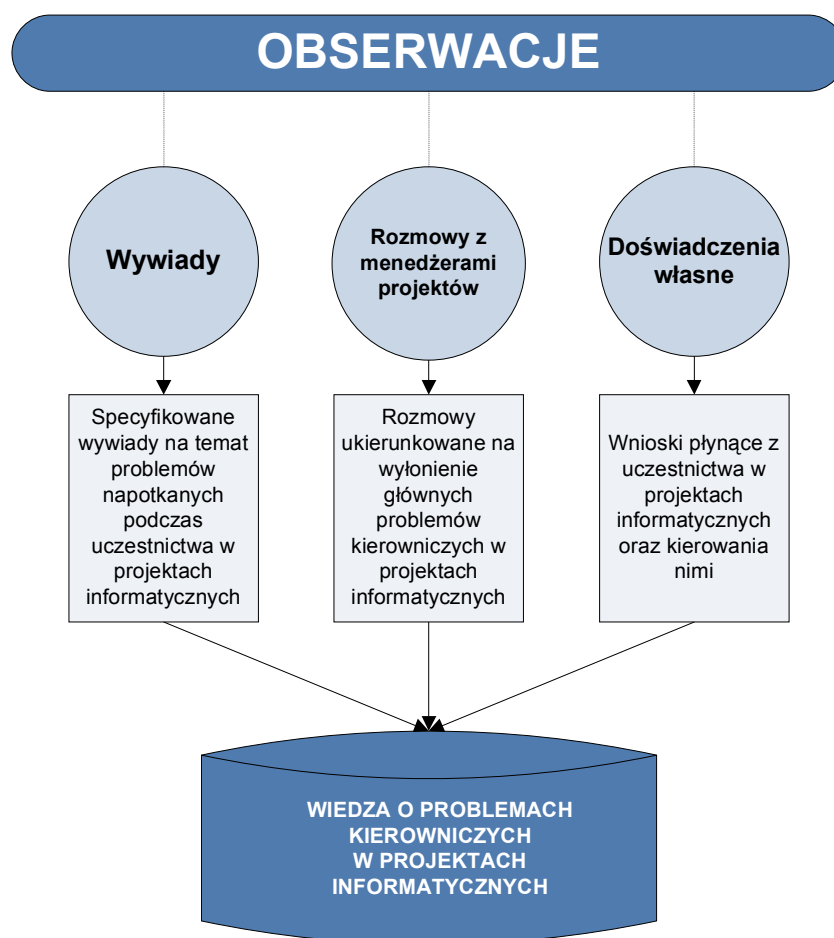 OBSERWACJE
Wywiady
Rozmowy z
menedżerami
projektów
Doświadczenia
własne
Specyfikowane
wywiady na temat
problemów
napotkanych
podczas
uczestnictwa w
projektach
informatycznych
Rozmowy
ukierunkowane na
wyłonienie
głównych
problemów
kierowniczych w
projektach
informatycznych
Wnioski płynące z
uczestnictwa w
projektach
informatycznych
oraz kierowania
nimi
WIEDZA O PROBLEMACH
KIEROWNICZYCH
W PROJEKTACH
INFORMATYCZNYCH